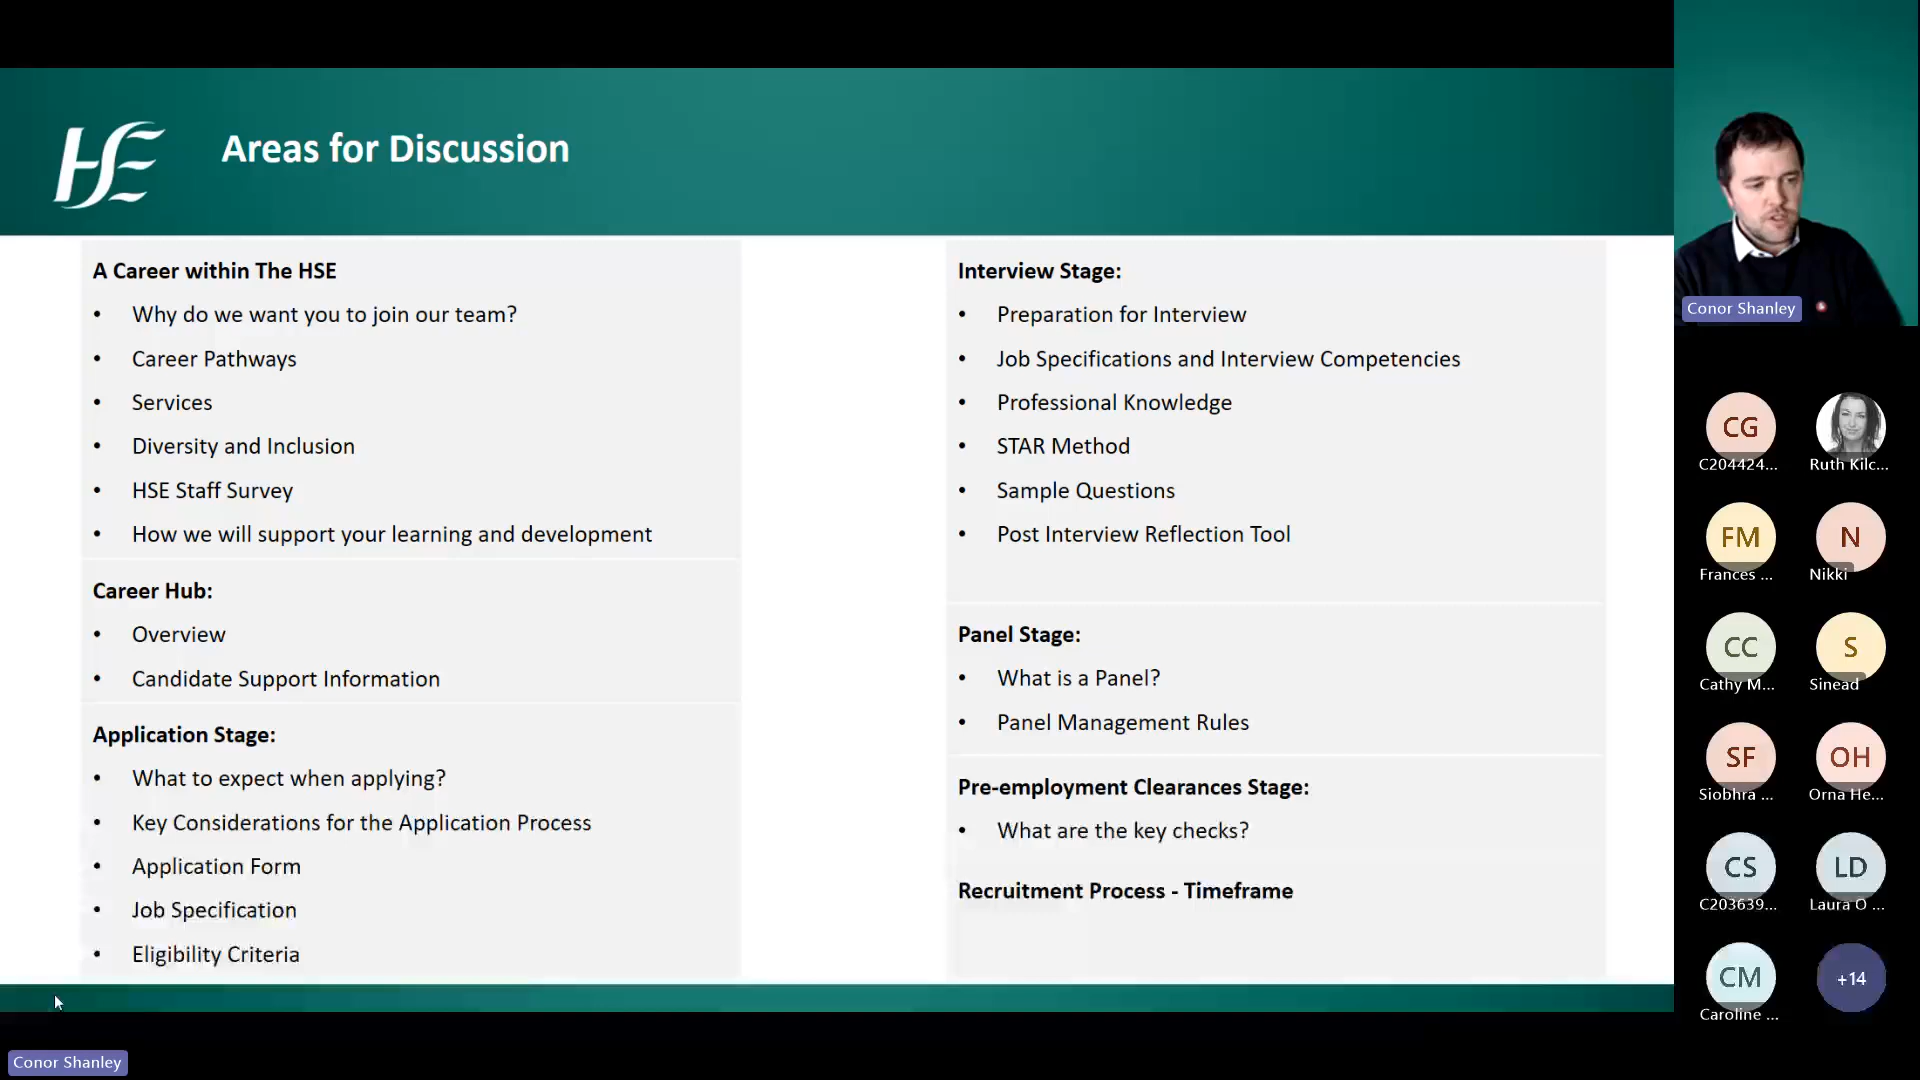 HSE
Areas for Discussion
A Career within The HSE
• Why do we want you to join our team?
• Career Pathways
• Services
• Diversity and Inclusion
• HSE Staff Survey
• How we will support your learning and development
Career Hub:
• Overview
• Candidate Support Information
Application Stage:
• What to expect when applying?
• Key Considerations for the Application Process
• Application Form
• Job Specification
• Eligibility Criteria
Interview Stage:
• Preparation for Interview
• Job Specifications and Interview Competencies
• Professional Knowledge
• STAR Method
• Sample Questions
• Post Interview Reflection Tool
Panel Stage:
• What is a Panel?
• Panel Management Rules
Pre-employment Clearances Stage:
• What are the key checks?
Recruitment Process - Timeframe
Conor Shanley
CG
C204424...
Ruth Kilc...
FM
Frances ...
N
Nikki
CC
Cathy M...
S
Sinead
SF
Siobhra ...
OH
Orna He...
CS
C203639...
LD
Laura O ...
CM
Caroline ...
+14
Conor Shanley